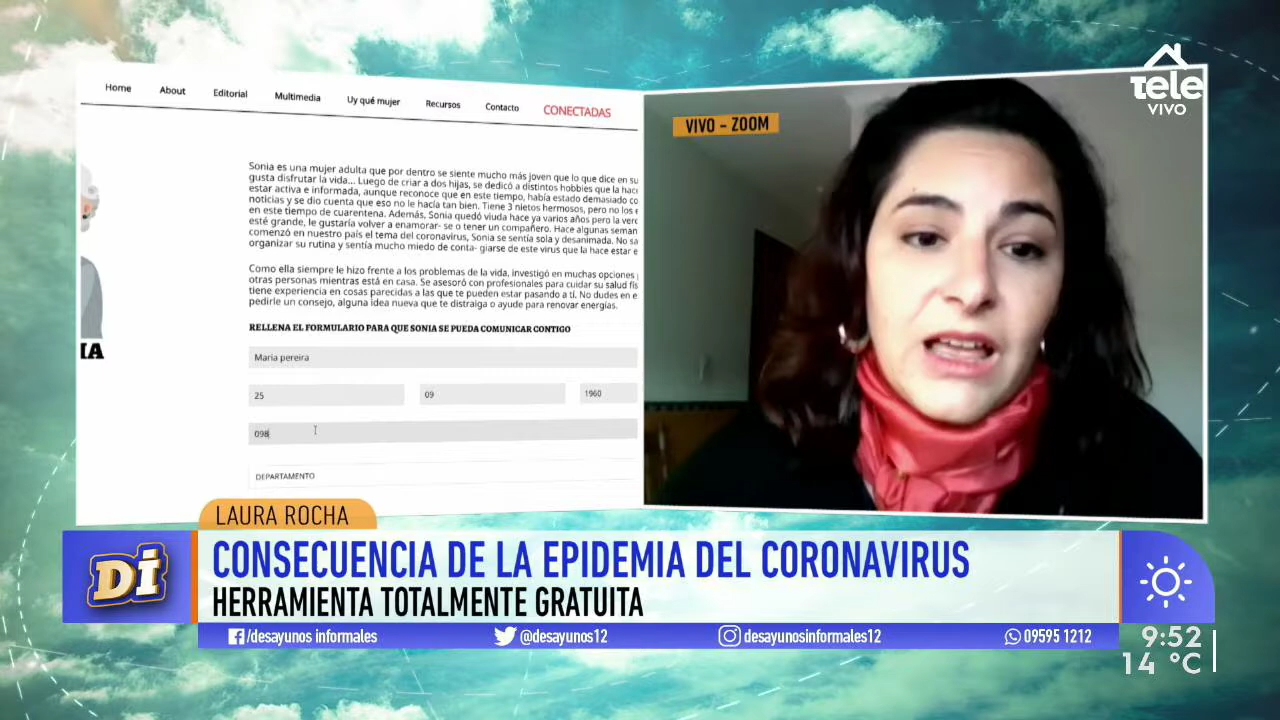 Home About Editorial Multimedia Uy qué mujer Recursos Contacto CONECTADAS
Sonia es una mujer adulta que por dentro se siente mucho más joven que lo que dice en su
gusta disfrutar la vida... Luego de criar a dos hijas, se dedicó a distintos hobbies que la hace
estar activa e informada, aunque reconoce que en este tiempo, había estado demasiado co
noticias y se dio cuenta que eso no le hacía tan bien. Tiene 3 nietos hermosos, pero no los
en este tiempo de cuarentena. Además, Sonia quedó viuda hace ya varios años pero la verd
esté grande, le gustaría volver a enamorar- se o tener un compañero. Hace algunas seman
comenzó en nuestro país el tema del coronavirus, Sonia se sentía sola y desanimada. No sa
organizar su rutina y sentía mucho miedo de conta- giarse de este virus que la hace estar e
Como ella siempre le hizo frente a los problemas de la vida, investigó en muchas opciones
otras personas mientras está en casa. Se asesoró con profesionales para cuidar su salud fís
tiene experiencia en cosas parecidas a las que te pueden estar pasando a tí. No dudes en e
pedirle un consejo, alguna idea nueva que te distraiga o ayude para renovar energías.
RELLENA EL FORMULARIO PARA QUE SONIA SE PUEDA COMUNICAR CONTIGO
IA
Maria pereira
25 09 1960
098
DEPARTAMENTO
VIVO - ZOOM
tele
VIVO
LAURA ROCHA
Di
CONSECUENCIA DE LA EPIDEMIA DEL CORONAVIRUS
HERRAMIENTA TOTALMENTE GRATUITA
/desayunos informales @desayunos12 desayunosinformales12 09595 1212
9:52
14 °C